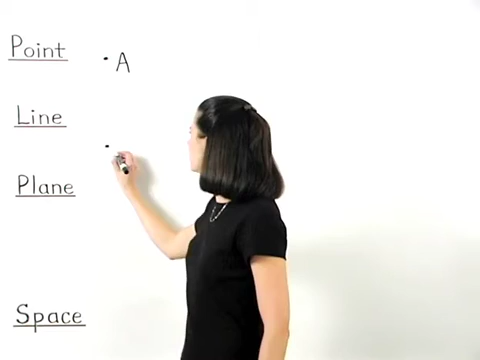 Point
. A
Line
.
Plane
Space